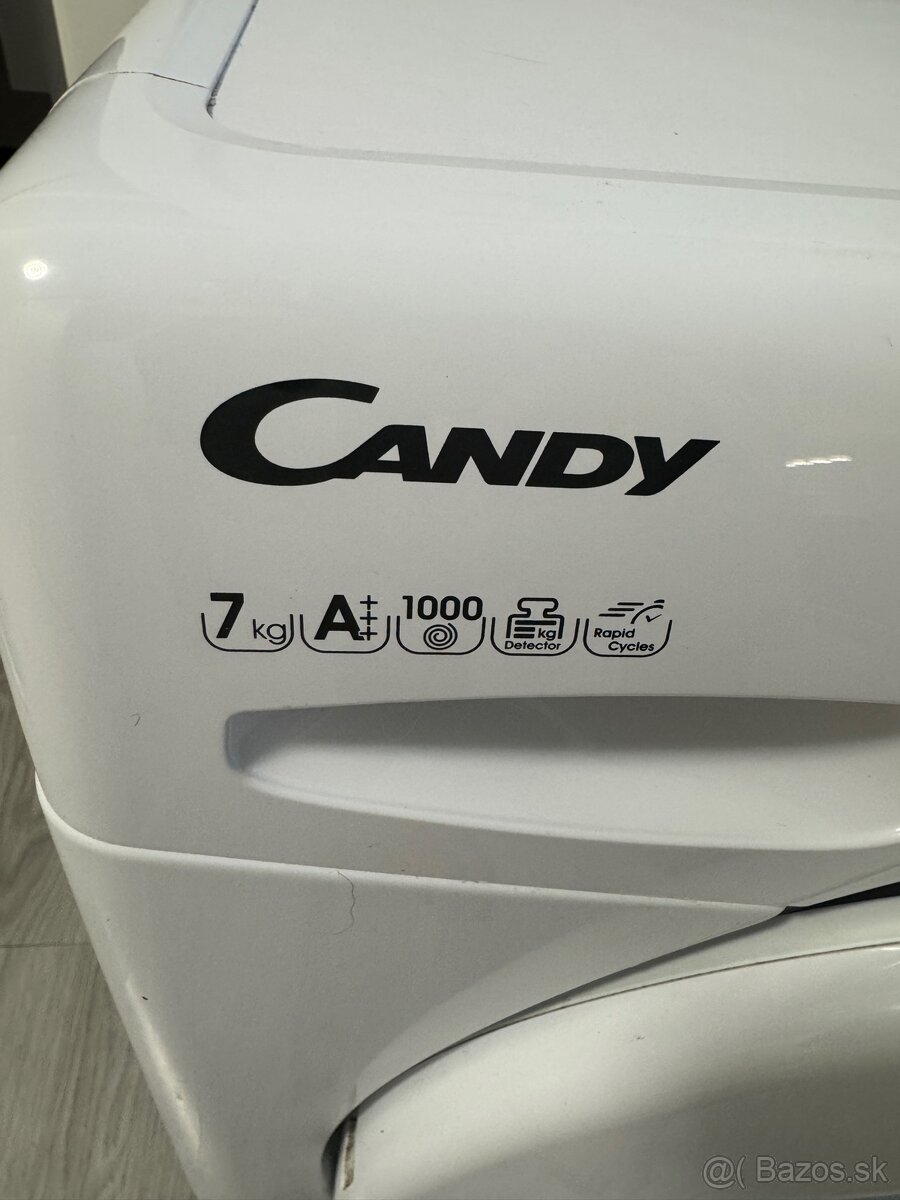 CANDY
7 kg A+++ 1000 kg Detector Rapid Cycles
@( Bazos.sk